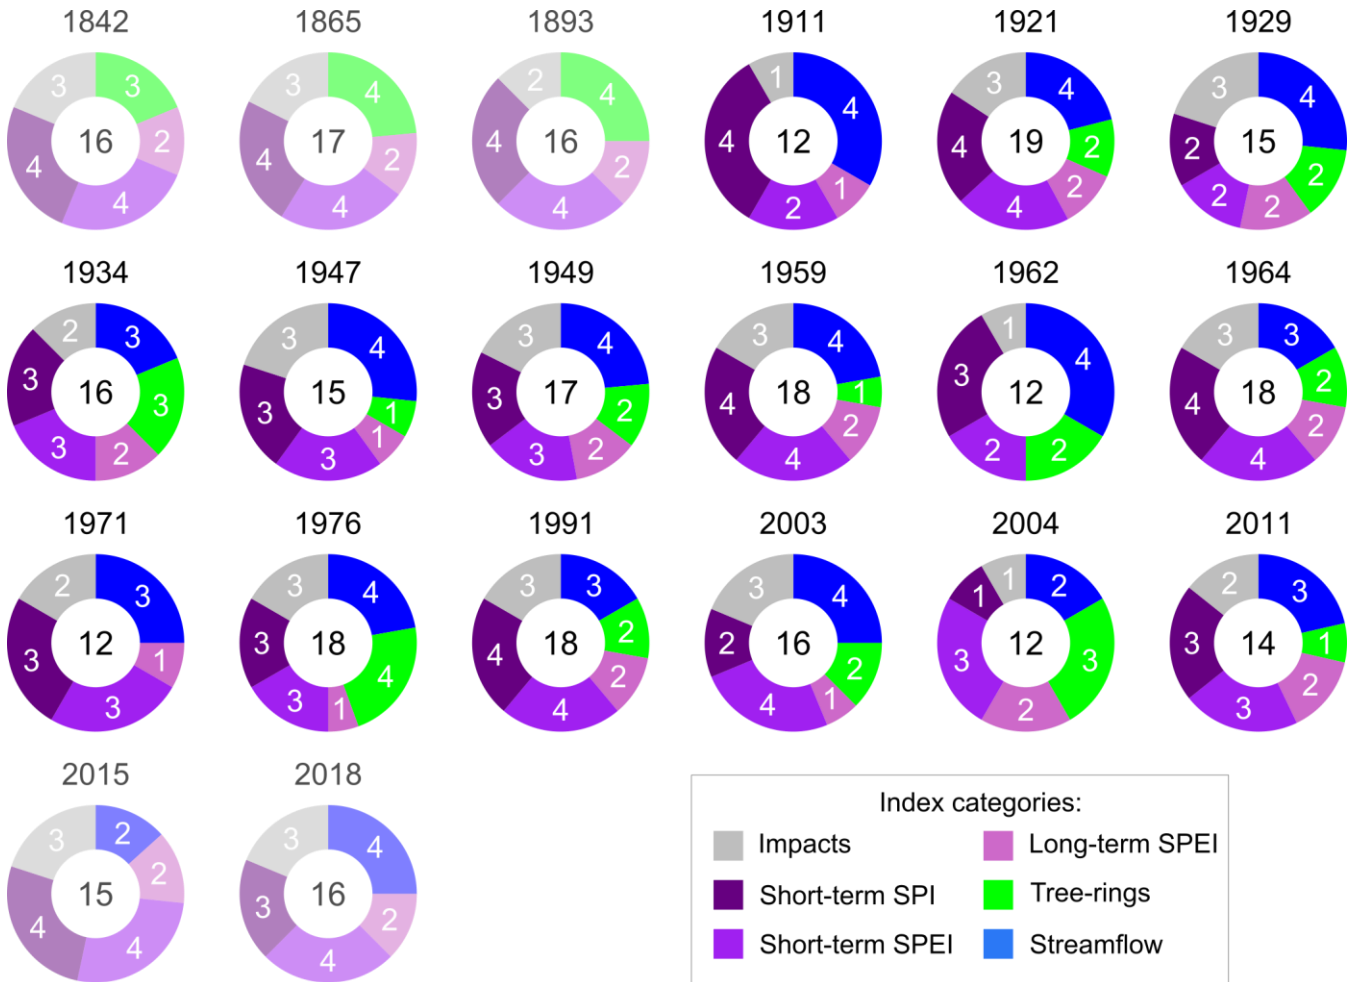 1842 1865 1893 1911 1921 1929
3 3 2 4 4 16
3 4 2 4 4 17
2 4 2 4 4 16
1 4 1 2 4 12
3 4 2 2 4 4 19
3 4 2 2 2 2 15
1934 1947 1949 1959 1962 1964
2 3 3 2 3 3 16
3 4 1 1 3 3 15
3 4 2 2 3 3 17
3 4 1 2 4 4 18
1 4 2 2 3 12
3 3 2 2 4 4 18
1971 1976 1991 2003 2004 2011
2 3 1 3 3 12
3 4 4 1 3 3 18
3 3 2 2 4 4 18
3 4 2 1 4 2 16
1 2 3 2 3 1 12
2 3 1 2 3 3 14
2015 2018
3 2 2 4 4 15
3 4 2 4 3 16
Index categories:
Impacts Long-term SPEI
Short-term SPI Tree-rings
Short-term SPEI Streamflow